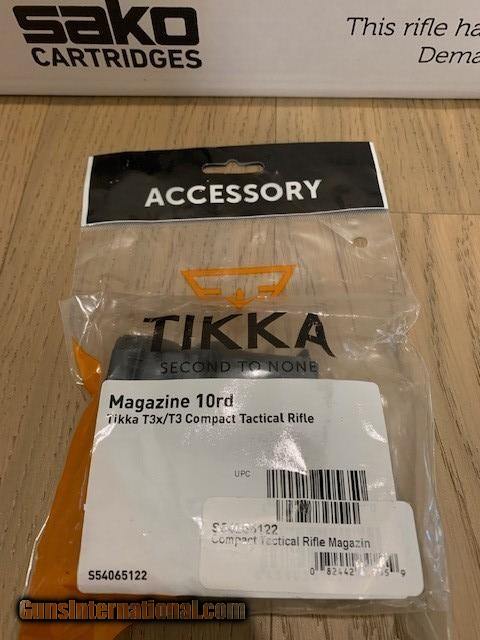 sako
CARTRIDGES
This rifle ha
Dema
ACCESSORY
TIKKA
SECOND TO NONE
Magazine 10rd
Tikka T3x/T3 Compact Tactical Rifle
UPC
S54065122
Compact Tactical Rifle Magazin
S54065122
GunsInternational.com